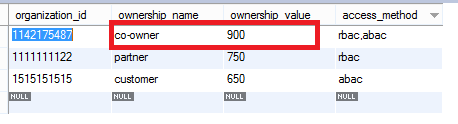 organization_id ownership_name ownership_value access_method
1142175487 co-owner 900 rbac,abac
1111111122 partner 750 rbac
1515151515 customer 650 abac
NULL NULL NULL NULL